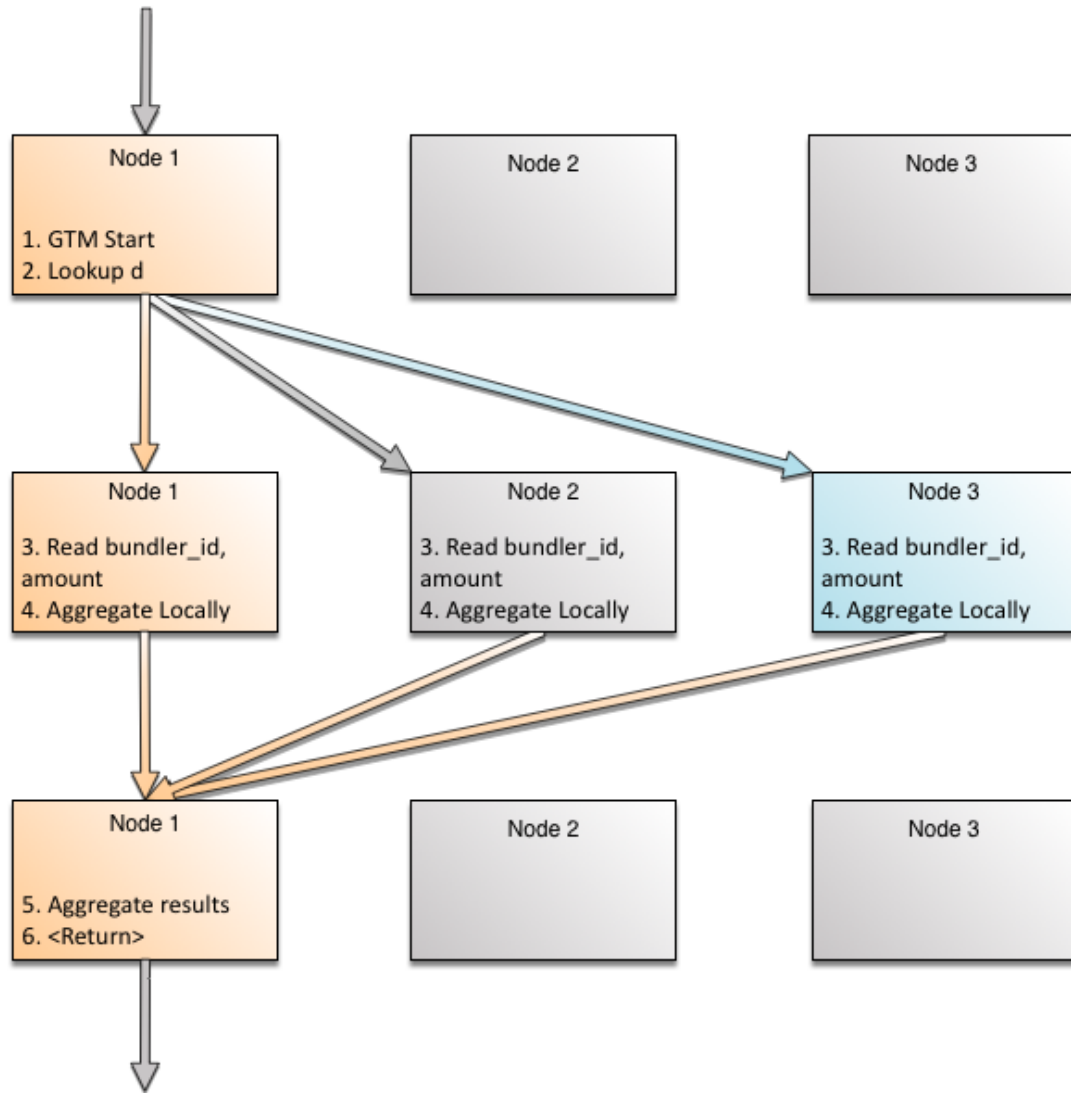 Node 1
1. GTM Start
2. Lookup d
Node 2
Node 3
Node 1
3. Read bundler_id,
amount
4. Aggregate Locally
Node 2
3. Read bundler_id,
amount
4. Aggregate Locally
Node 3
3. Read bundler_id,
amount
4. Aggregate Locally
Node 1
5. Aggregate results
6. <Return>
Node 2
Node 3